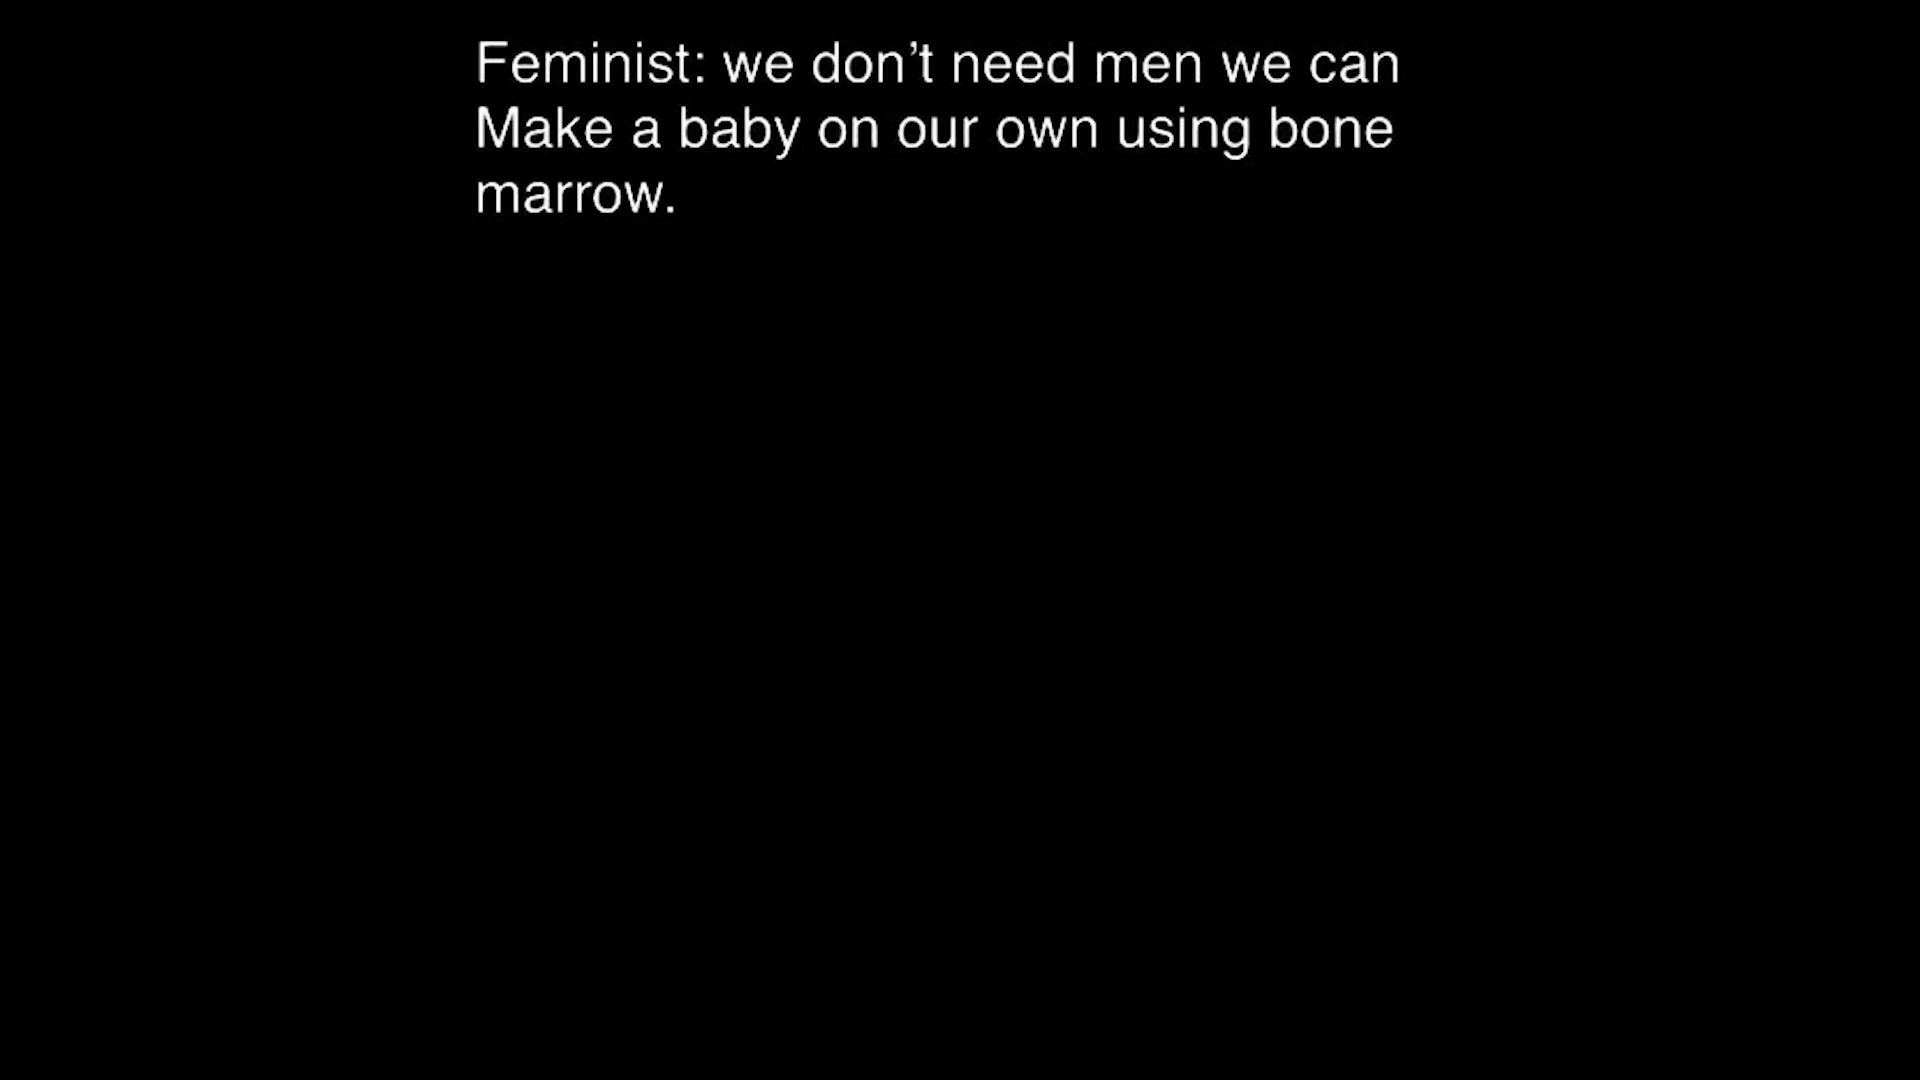 Feminist: we don’t need men we can
Make a baby on our own using bone
marrow.